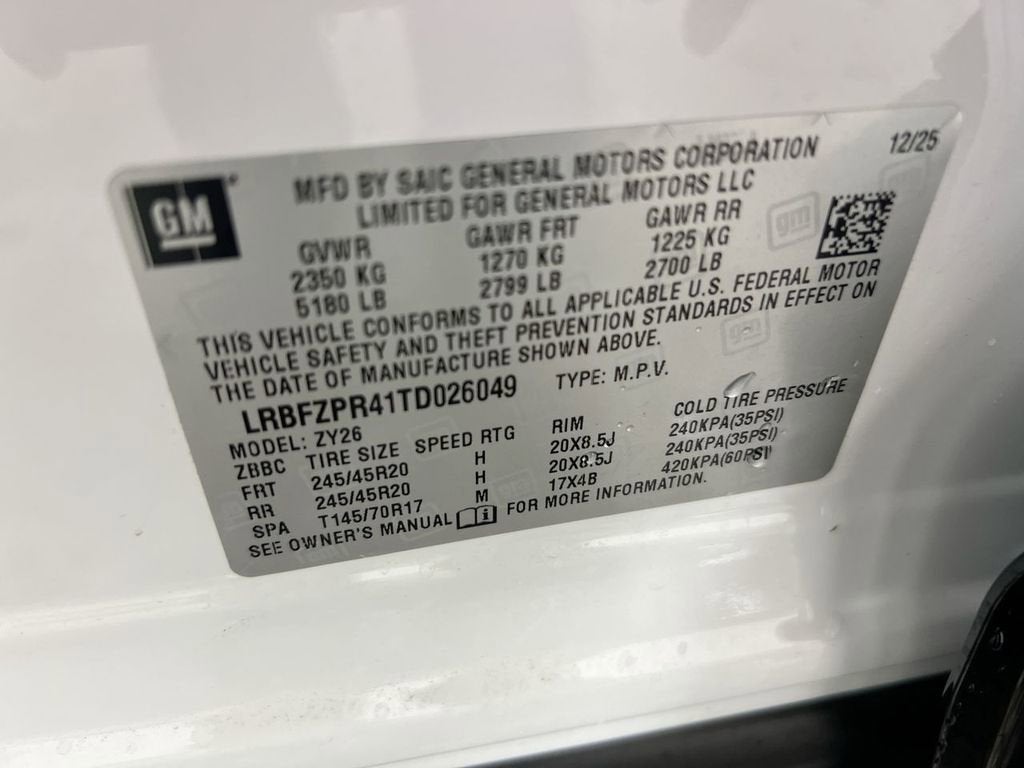 12/25
GM
MFD BY SAIC GENERAL MOTORS CORPORATION
LIMITED FOR GENERAL MOTORS LLC
GVWR GAWR FRT GAWR RR
2350 KG 1270 KG 1225 KG
5180 LB 2799 LB 2700 LB
gm
THIS VEHICLE CONFORMS TO ALL APPLICABLE U.S. FEDERAL MOTOR
VEHICLE SAFETY AND THEFT PREVENTION STANDARDS IN EFFECT ON
THE DATE OF MANUFACTURE SHOWN ABOVE.
gm
LRBFZPR41TD026049 TYPE: M.P.V.
MODEL: ZY26
ZBBC TIRE SIZE SPEED RTG RIM COLD TIRE PRESSURE
FRT 245/45R20 H 20X8.5J 240KPA(35PSI)
RR 245/45R20 H 20X8.5J 240KPA(35PSI)
SPA T145/70R17 M 17X4B 420KPA(60PSI)
SEE OWNER'S MANUAL i FOR MORE INFORMATION.